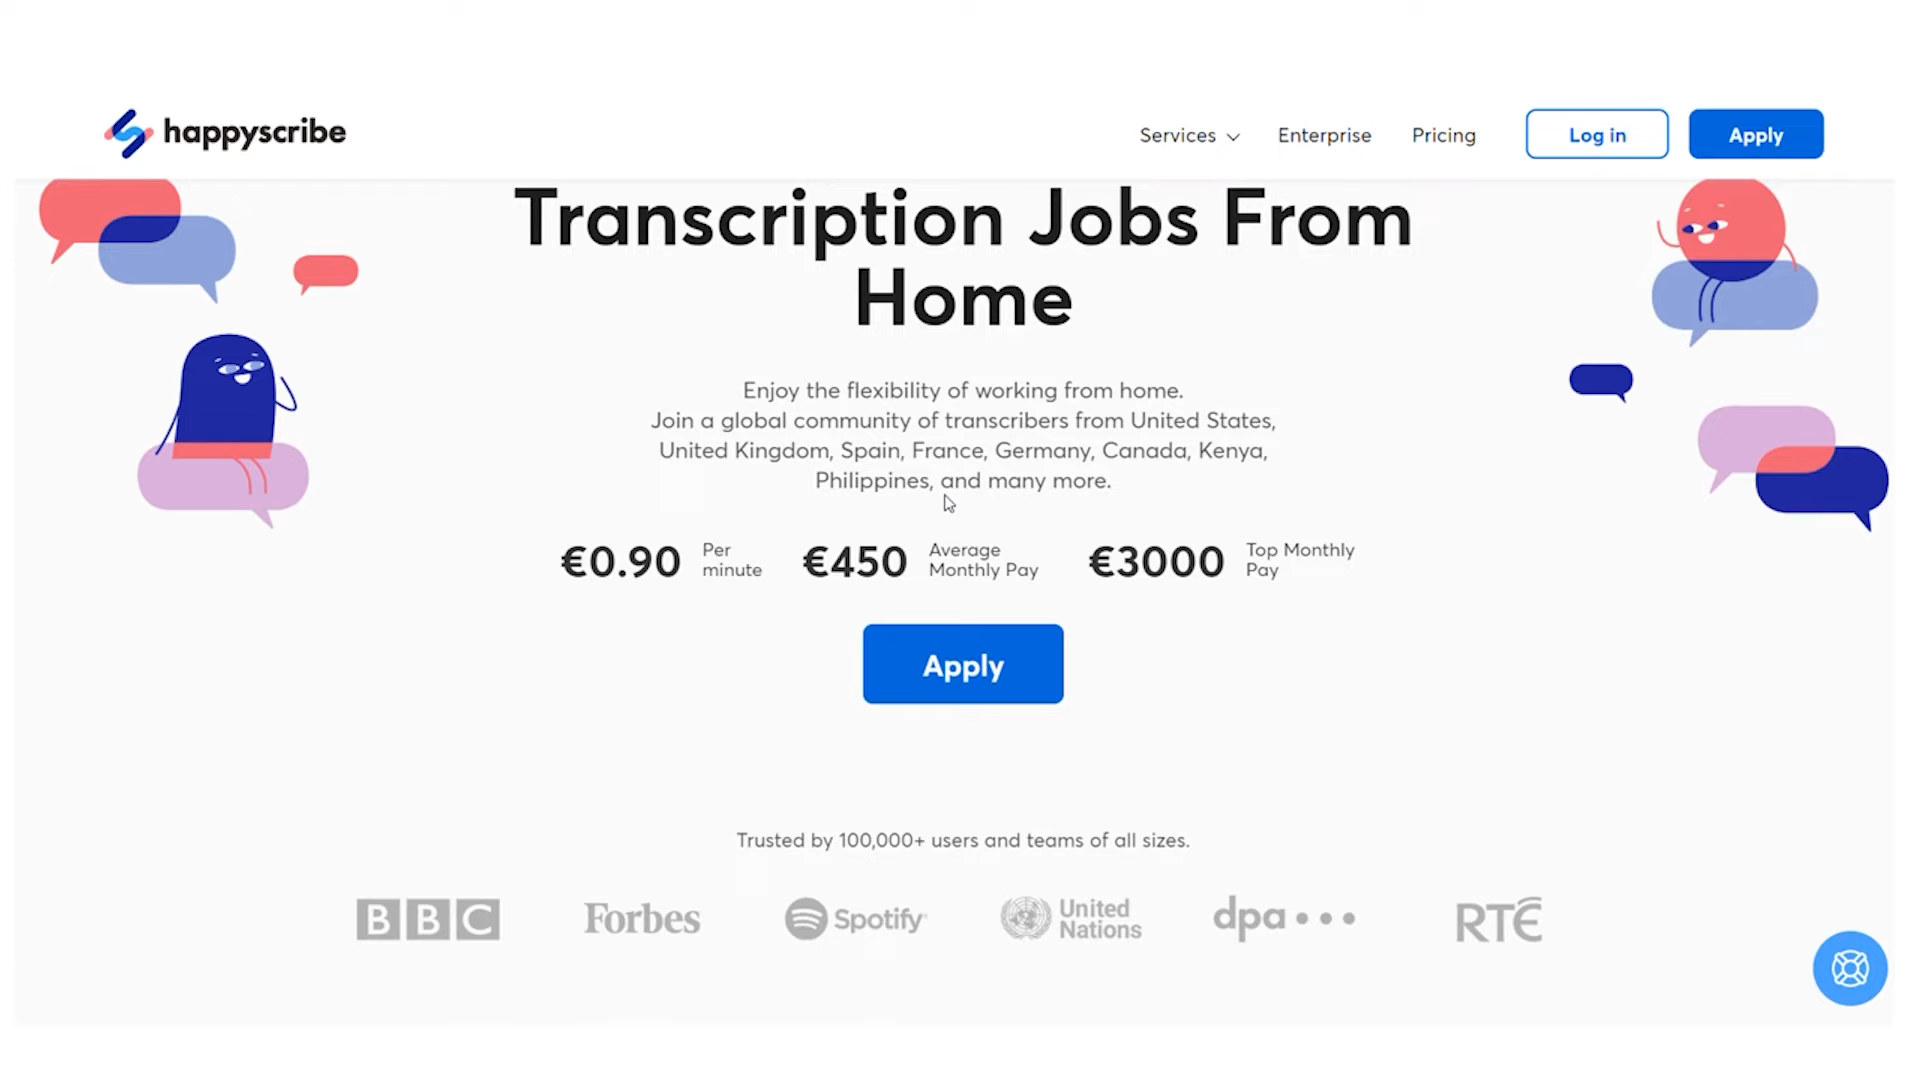 happyscribe
Services
Enterprise
Pricing
Log in
Apply
Transcription Jobs From
Home
Enjoy the flexibility of working from home.
Join a global community of transcribers from United States,
United Kingdom, Spain, France, Germany, Canada, Kenya,
Philippines, and many more.
€0.90 Per
minute
€450 Average
Monthly Pay
€3000 Top Monthly
Pay
Apply
Trusted by 100,000+ users and teams of all sizes.
BBC
Forbes
Spotify
United
Nations
dpa
RTÉ